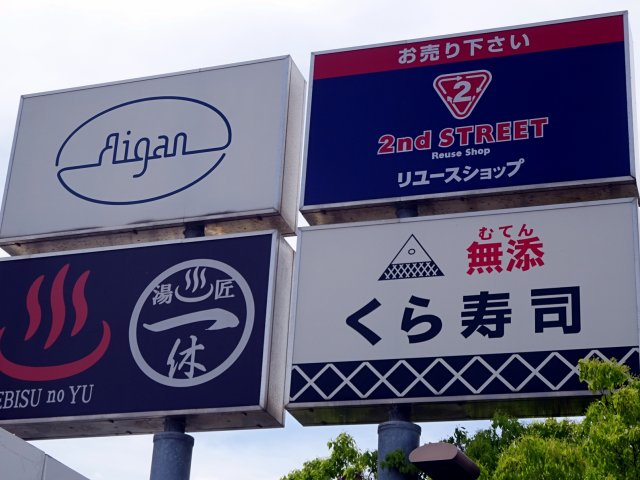 Aigan
お売り下さい
2
2nd STREET
Reuse Shop
リユースショップ
湯匠
一休
EBISU no YU
むてん
無添
くら寿司